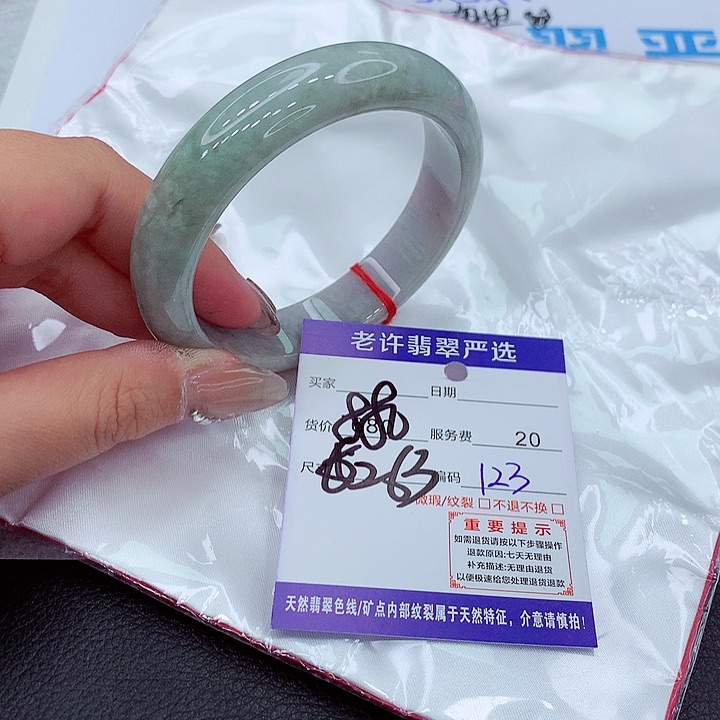 老许翡翠严选
买家 日期
货价 服务费 20
编码 123
微瑕/纹裂 不退不换
重要提示
如需退货请按以下步骤操作
退款原因:七天无理由
补充描述:无理由退货
以便极速给您处理退货退款
天然翡翠色线/矿点内部纹裂属于天然特征,介意请慎拍!